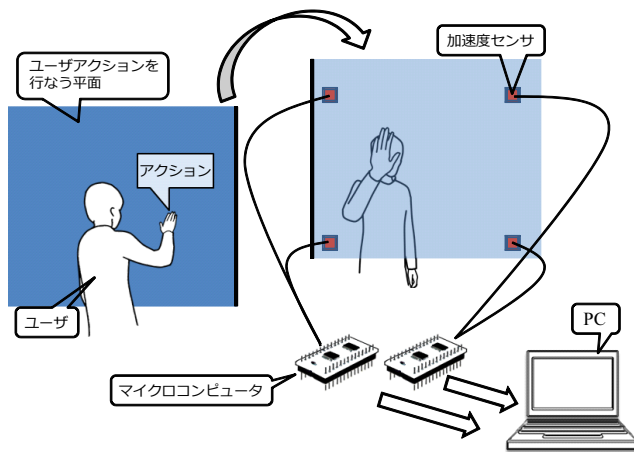 ユーザアクションを
行なう平面
加速度センサ
アクション
ユーザ
PC
マイクロコンピュータ